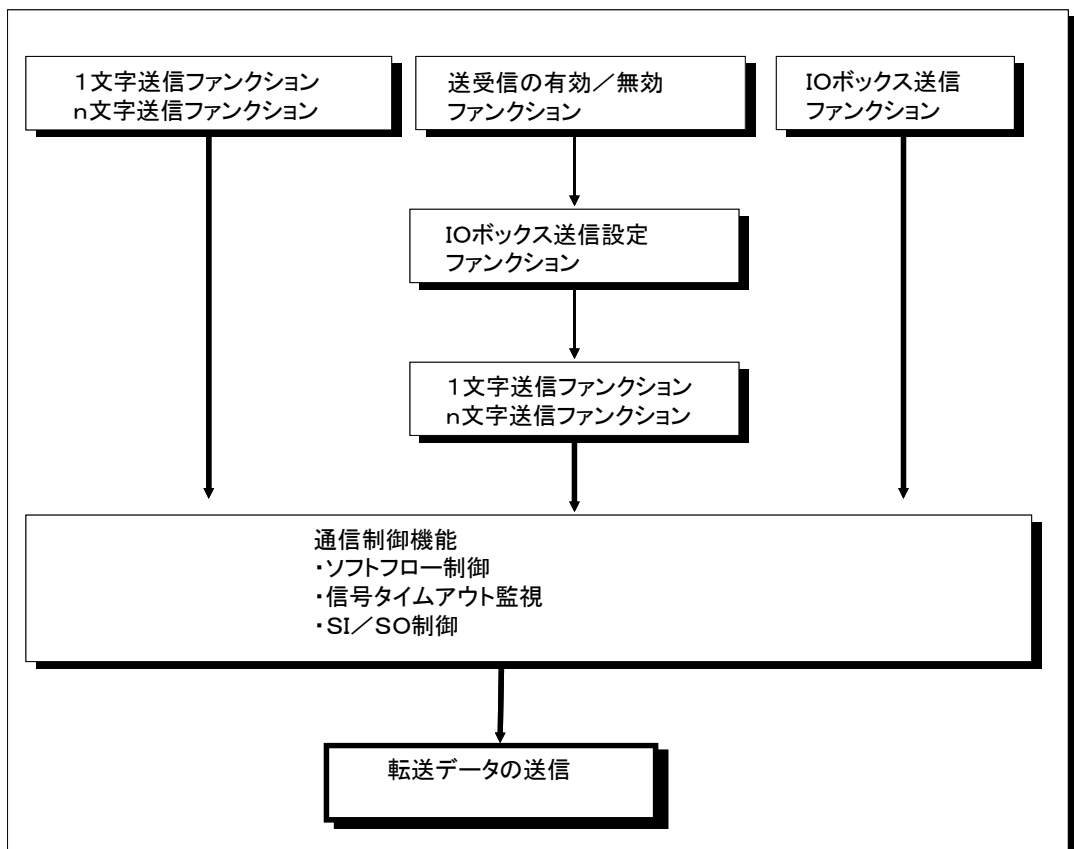 １文字送信ファンクション
ｎ文字送信ファンクション
送受信の有効／無効
ファンクション
ＩＯボックス送信
ファンクション
ＩＯボックス送信設定
ファンクション
１文字送信ファンクション
ｎ文字送信ファンクション
通信制御機能
・ソフトフロー制御
・信号タイムアウト監視
・ＳＩ／ＳＯ制御
転送データの送信